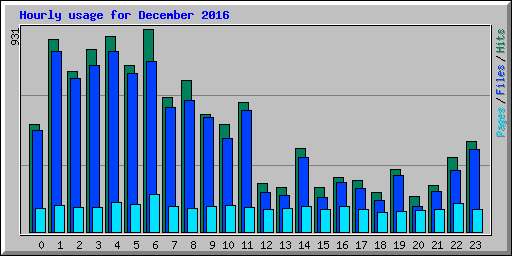 Hourly usage for December 2016
931
Pages/Files/Hits
0 1 2 3 4 5 6 7 8 9 10 11 12 13 14 15 16 17 18 19 20 21 22 23